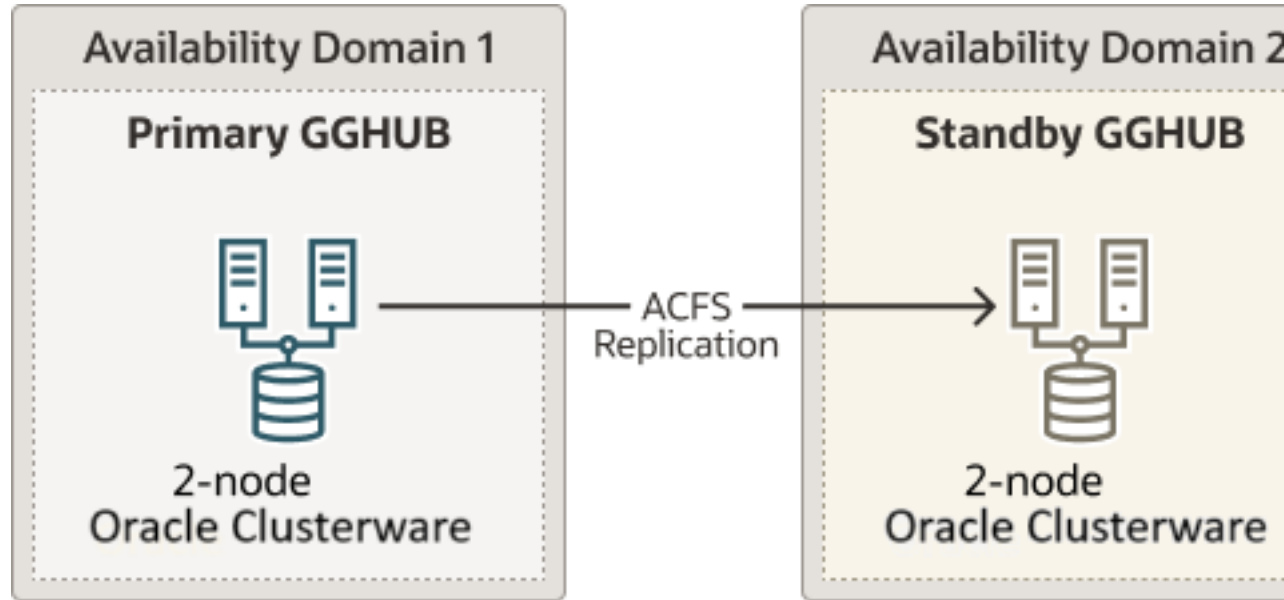 Availability Domain 1
Primary GGHUB
2-node
Oracle Clusterware
ACFS
Replication
Availability Domain 2
Standby GGHUB
2-node
Oracle Clusterware